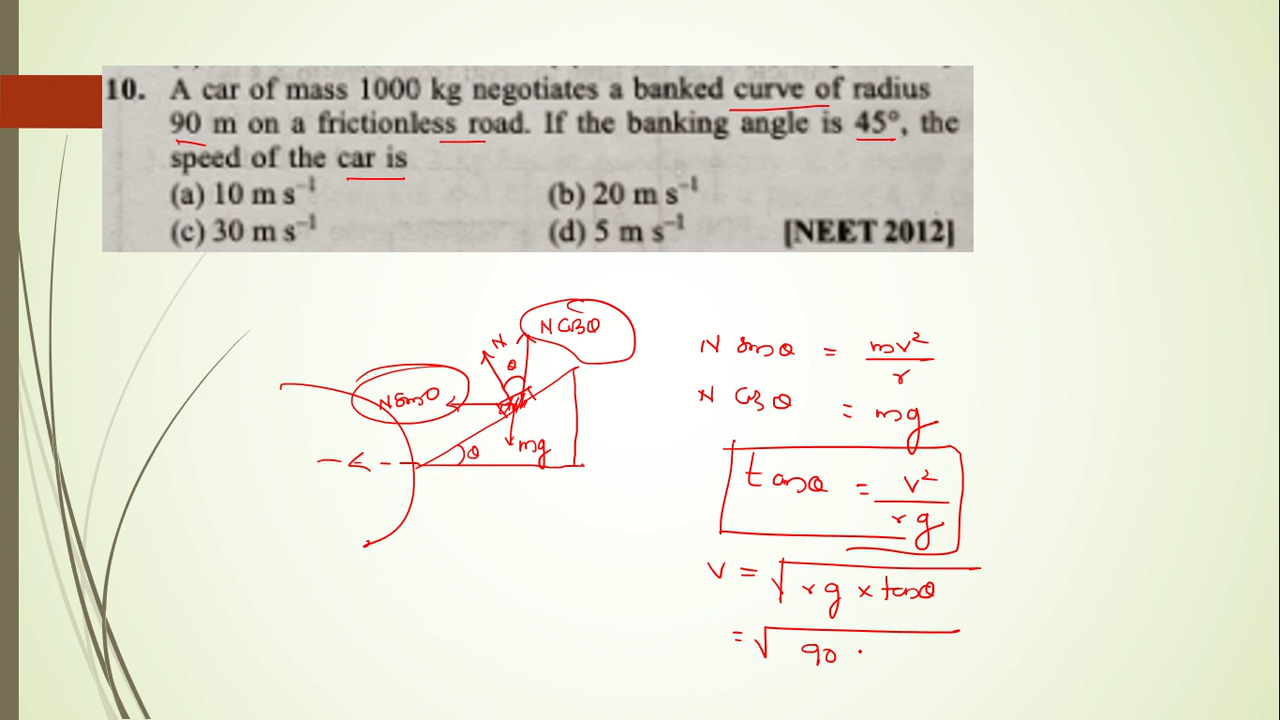 10. A car of mass 1000 kg negotiates a banked curve of radius
90 m on a frictionless road. If the banking angle is 45°, the
speed of the car is
(a) 10 m s⁻¹ (b) 20 m s⁻¹
(c) 30 m s⁻¹ (d) 5 m s⁻¹ [NEET 2012]
N cosθ
N
θ
N sinθ
mg
θ
N sinθ = mv²/r
N cosθ = mg
tanθ = v²/rg
v = √rg × tanθ
= √90 ·